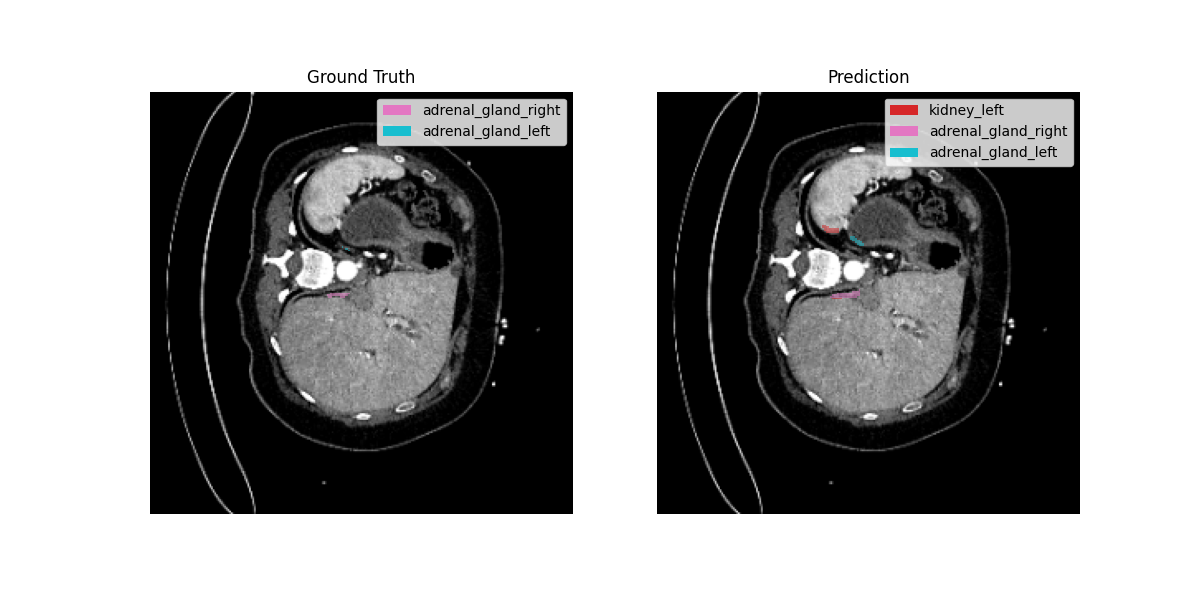 Ground Truth
adrenal_gland_right
adrenal_gland_left
Prediction
kidney_left
adrenal_gland_right
adrenal_gland_left